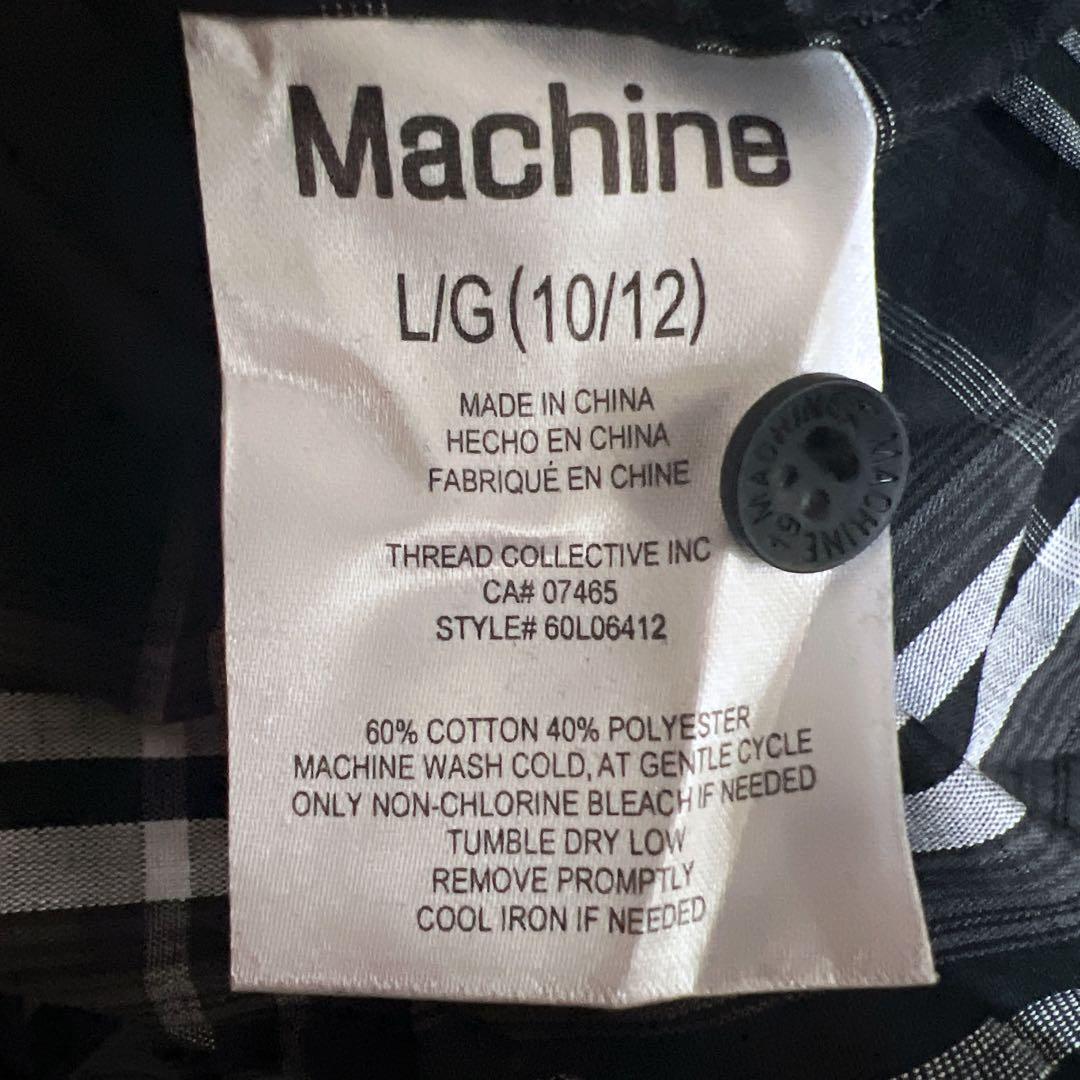 Machine
L/G (10/12)
MADE IN CHINA
HECHO EN CHINA
FABRIQUÉ EN CHINE
MACHINE MACHINE
THREAD COLLECTIVE INC
CA# 07465
STYLE# 60L06412
60% COTTON 40% POLYESTER
MACHINE WASH COLD, AT GENTLE CYCLE
ONLY NON-CHLORINE BLEACH IF NEEDED
TUMBLE DRY LOW
REMOVE PROMPTLY
COOL IRON IF NEEDED